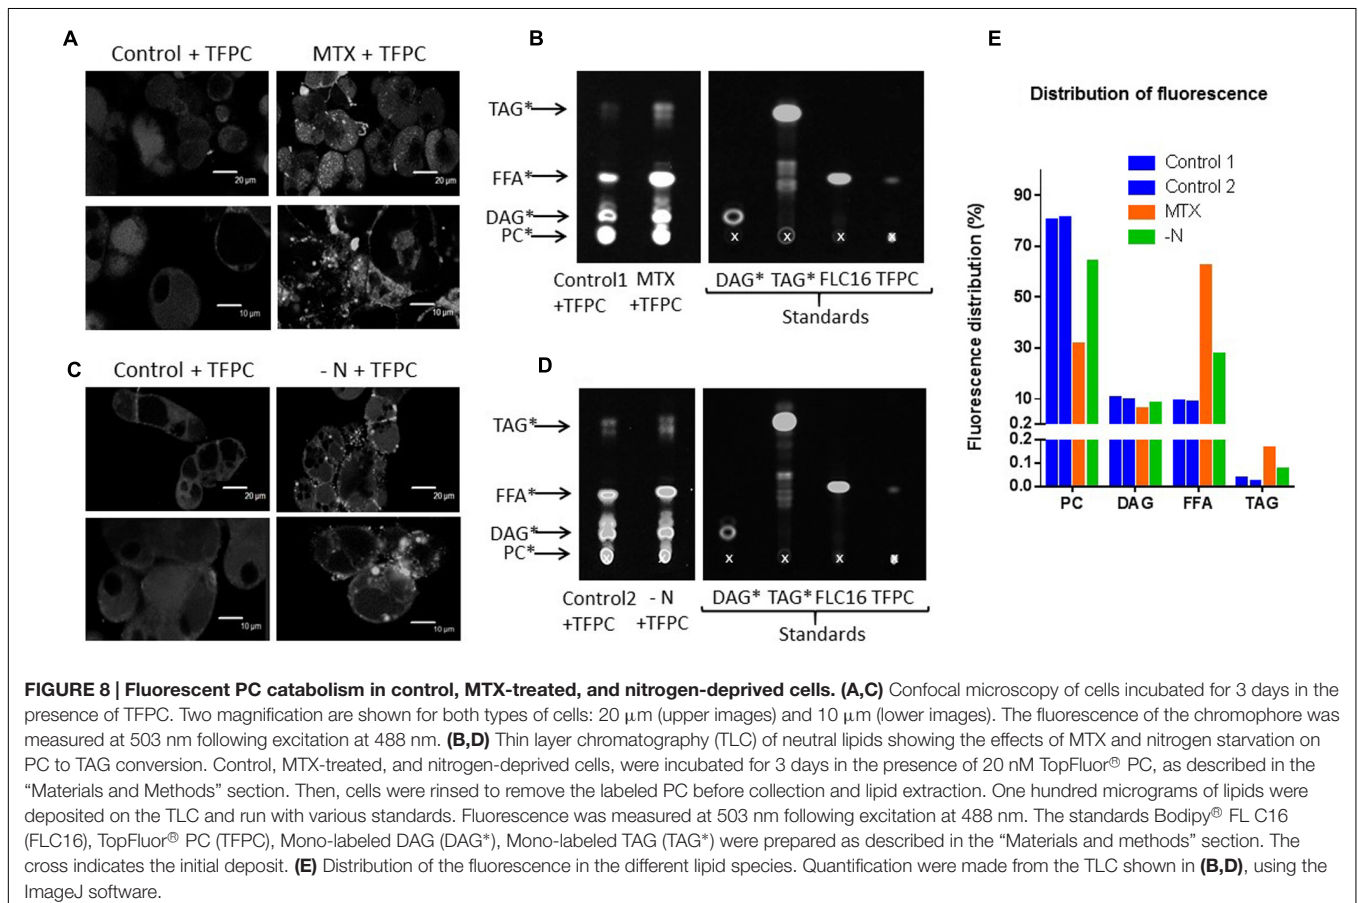 A
Control + TFPC
MTX + TFPC
20 µm
20 µm
10 µm
10 µm
B
TAG*
FFA*
DAG*
PC*
x x x x
Control1 MTX
+TFPC +TFPC
DAG* TAG* FLC16 TFPC
Standards
C
Control + TFPC
- N + TFPC
20 µm
20 µm
10 µm
10 µm
D
TAG*
FFA*
DAG*
PC*
x x x x
Control2 - N
+TFPC +TFPC
DAG* TAG* FLC16 TFPC
Standards
E
Distribution of fluorescence
Control 1
Control 2
MTX
-N
Fluorescence distribution (%)
90
70
50
30
10
0.2
0.2
0.1
0.0
PC DAG FFA TAG
FIGURE 8 | Fluorescent PC catabolism in control, MTX-treated, and nitrogen-deprived cells. (A,C) Confocal microscopy of cells incubated for 3 days in the
presence of TFPC. Two magnification are shown for both types of cells: 20 µm (upper images) and 10 µm (lower images). The fluorescence of the chromophore was
measured at 503 nm following excitation at 488 nm. (B,D) Thin layer chromatography (TLC) of neutral lipids showing the effects of MTX and nitrogen starvation on
PC to TAG conversion. Control, MTX-treated, and nitrogen-deprived cells, were incubated for 3 days in the presence of 20 nM TopFluor® PC, as described in the
“Materials and Methods” section. Then, cells were rinsed to remove the labeled PC before collection and lipid extraction. One hundred micrograms of lipids were
deposited on the TLC and run with various standards. Fluorescence was measured at 503 nm following excitation at 488 nm. The standards Bodipy® FL C16
(FLC16), TopFluor® PC (TFPC), Mono-labeled DAG (DAG*), Mono-labeled TAG (TAG*) were prepared as described in the “Materials and methods” section. The
cross indicates the initial deposit. (E) Distribution of the fluorescence in the different lipid species. Quantification were made from the TLC shown in (B,D), using the
ImageJ software.